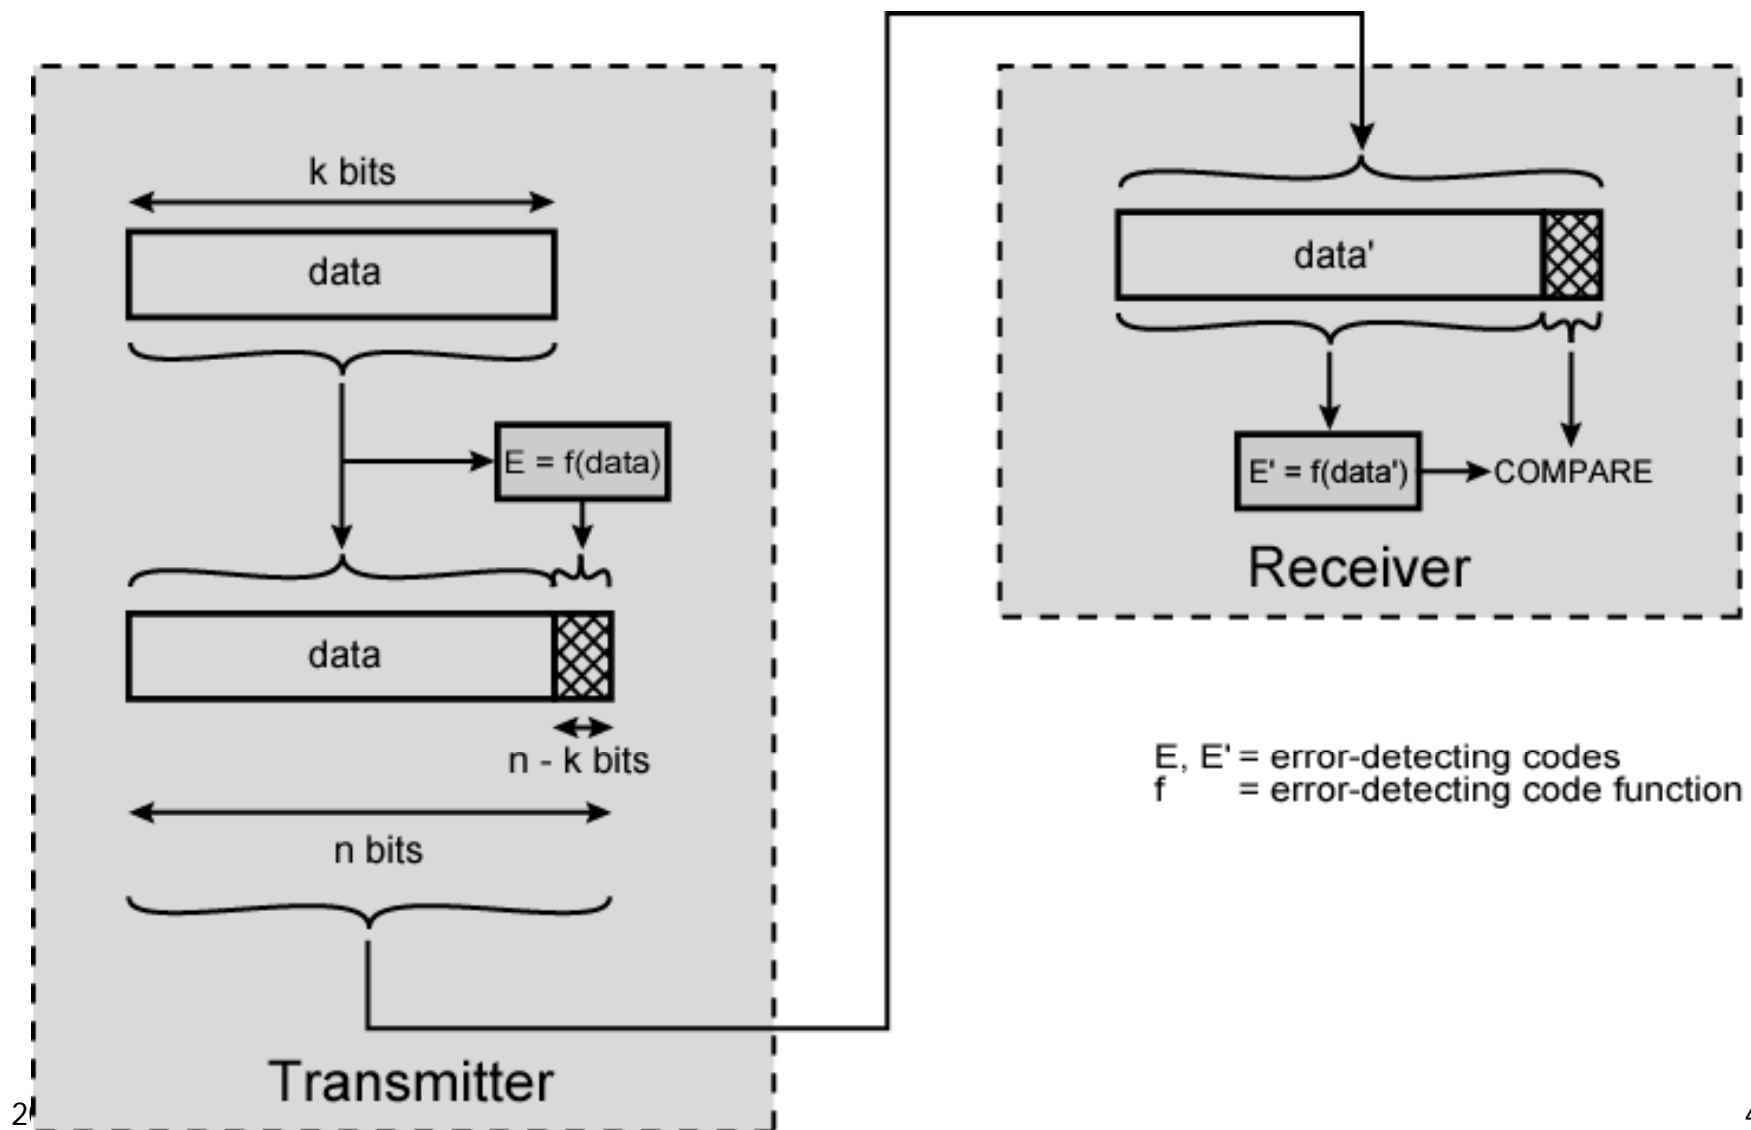 k bits
data
E = f(data)
data
n - k bits
n bits
Transmitter
data'
E' = f(data')
COMPARE
Receiver
E, E' = error-detecting codes
f = error-detecting code function